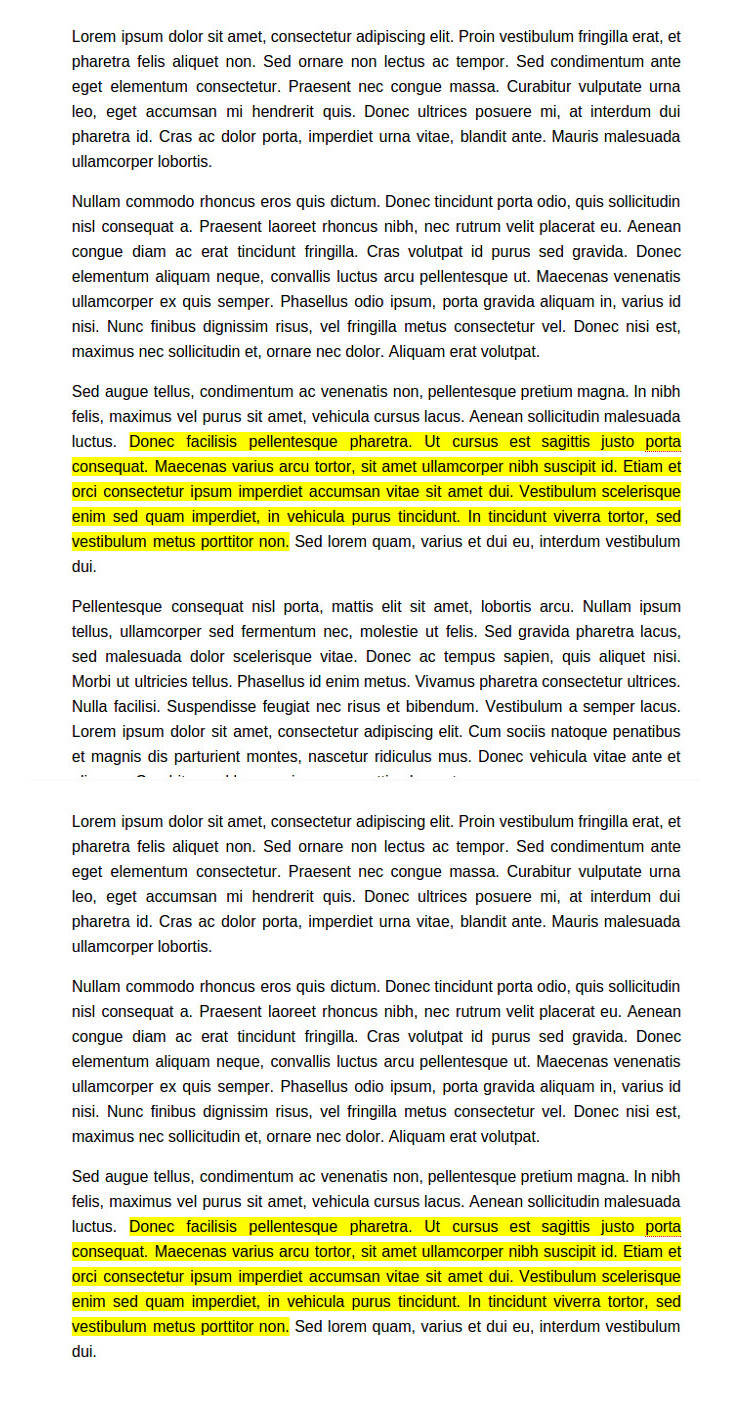 Lorem ipsum dolor sit amet, consectetur adipiscing elit. Proin vestibulum fringilla erat, et
pharetra felis aliquet non. Sed ornare non lectus ac tempor. Sed condimentum ante
eget elementum consectetur. Praesent nec congue massa. Curabitur vulputate urna
leo, eget accumsan mi hendrerit quis. Donec ultrices posuere mi, at interdum dui
pharetra id. Cras ac dolor porta, imperdiet urna vitae, blandit ante. Mauris malesuada
ullamcorper lobortis.
Nullam commodo rhoncus eros quis dictum. Donec tincidunt porta odio, quis sollicitudin
nisl consequat a. Praesent laoreet rhoncus nibh, nec rutrum velit placerat eu. Aenean
congue diam ac erat tincidunt fringilla. Cras volutpat id purus sed gravida. Donec
elementum aliquam neque, convallis luctus arcu pellentesque ut. Maecenas venenatis
ullamcorper ex quis semper. Phasellus odio ipsum, porta gravida aliquam in, varius id
nisi. Nunc finibus dignissim risus, vel fringilla metus consectetur vel. Donec nisi est,
maximus nec sollicitudin et, ornare nec dolor. Aliquam erat volutpat.
Sed augue tellus, condimentum ac venenatis non, pellentesque pretium magna. In nibh
felis, maximus vel purus sit amet, vehicula cursus lacus. Aenean sollicitudin malesuada
luctus. Donec facilisis pellentesque pharetra. Ut cursus est sagittis justo porta
consequat. Maecenas varius arcu tortor, sit amet ullamcorper nibh suscipit id. Etiam et
orci consectetur ipsum imperdiet accumsan vitae sit amet dui. Vestibulum scelerisque
enim sed quam imperdiet, in vehicula purus tincidunt. In tincidunt viverra tortor, sed
vestibulum metus porttitor non. Sed lorem quam, varius et dui eu, interdum vestibulum
dui.
Pellentesque consequat nisl porta, mattis elit sit amet, lobortis arcu. Nullam ipsum
tellus, ullamcorper sed fermentum nec, molestie ut felis. Sed gravida pharetra lacus,
sed malesuada dolor scelerisque vitae. Donec ac tempus sapien, quis aliquet nisi.
Morbi ut ultricies tellus. Phasellus id enim metus. Vivamus pharetra consectetur ultrices.
Nulla facilisi. Suspendisse feugiat nec risus et bibendum. Vestibulum a semper lacus.
Lorem ipsum dolor sit amet, consectetur adipiscing elit. Cum sociis natoque penatibus
et magnis dis parturient montes, nascetur ridiculus mus. Donec vehicula vitae ante et
Lorem ipsum dolor sit amet, consectetur adipiscing elit. Proin vestibulum fringilla erat, et
pharetra felis aliquet non. Sed ornare non lectus ac tempor. Sed condimentum ante
eget elementum consectetur. Praesent nec congue massa. Curabitur vulputate urna
leo, eget accumsan mi hendrerit quis. Donec ultrices posuere mi, at interdum dui
pharetra id. Cras ac dolor porta, imperdiet urna vitae, blandit ante. Mauris malesuada
ullamcorper lobortis.
Nullam commodo rhoncus eros quis dictum. Donec tincidunt porta odio, quis sollicitudin
nisl consequat a. Praesent laoreet rhoncus nibh, nec rutrum velit placerat eu. Aenean
congue diam ac erat tincidunt fringilla. Cras volutpat id purus sed gravida. Donec
elementum aliquam neque, convallis luctus arcu pellentesque ut. Maecenas venenatis
ullamcorper ex quis semper. Phasellus odio ipsum, porta gravida aliquam in, varius id
nisi. Nunc finibus dignissim risus, vel fringilla metus consectetur vel. Donec nisi est,
maximus nec sollicitudin et, ornare nec dolor. Aliquam erat volutpat.
Sed augue tellus, condimentum ac venenatis non, pellentesque pretium magna. In nibh
felis, maximus vel purus sit amet, vehicula cursus lacus. Aenean sollicitudin malesuada
luctus. Donec facilisis pellentesque pharetra. Ut cursus est sagittis justo porta
consequat. Maecenas varius arcu tortor, sit amet ullamcorper nibh suscipit id. Etiam et
orci consectetur ipsum imperdiet accumsan vitae sit amet dui. Vestibulum scelerisque
enim sed quam imperdiet, in vehicula purus tincidunt. In tincidunt viverra tortor, sed
vestibulum metus porttitor non. Sed lorem quam, varius et dui eu, interdum vestibulum
dui.